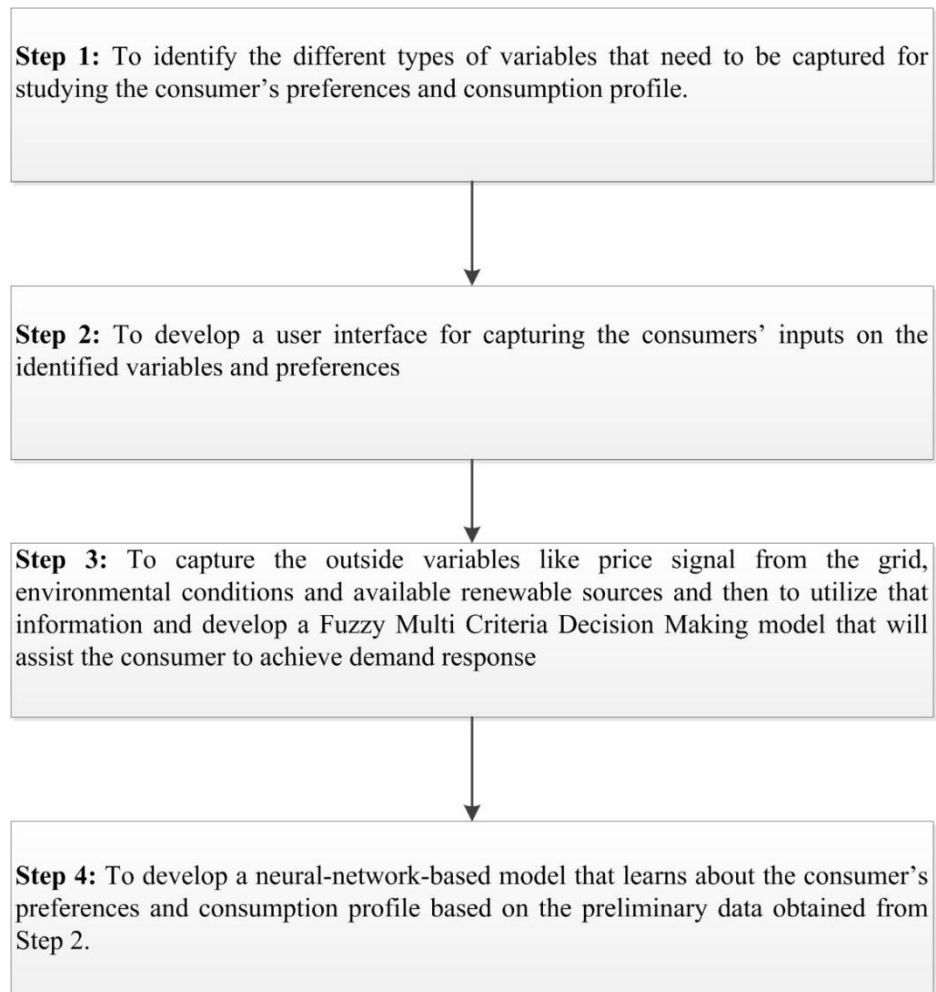 Step 1: To identify the different types of variables that need to be captured for
studying the consumer’s preferences and consumption profile.
Step 2: To develop a user interface for capturing the consumers’ inputs on the
identified variables and preferences
Step 3: To capture the outside variables like price signal from the grid,
environmental conditions and available renewable sources and then to utilize that
information and develop a Fuzzy Multi Criteria Decision Making model that will
assist the consumer to achieve demand response
Step 4: To develop a neural-network-based model that learns about the consumer’s
preferences and consumption profile based on the preliminary data obtained from
Step 2.